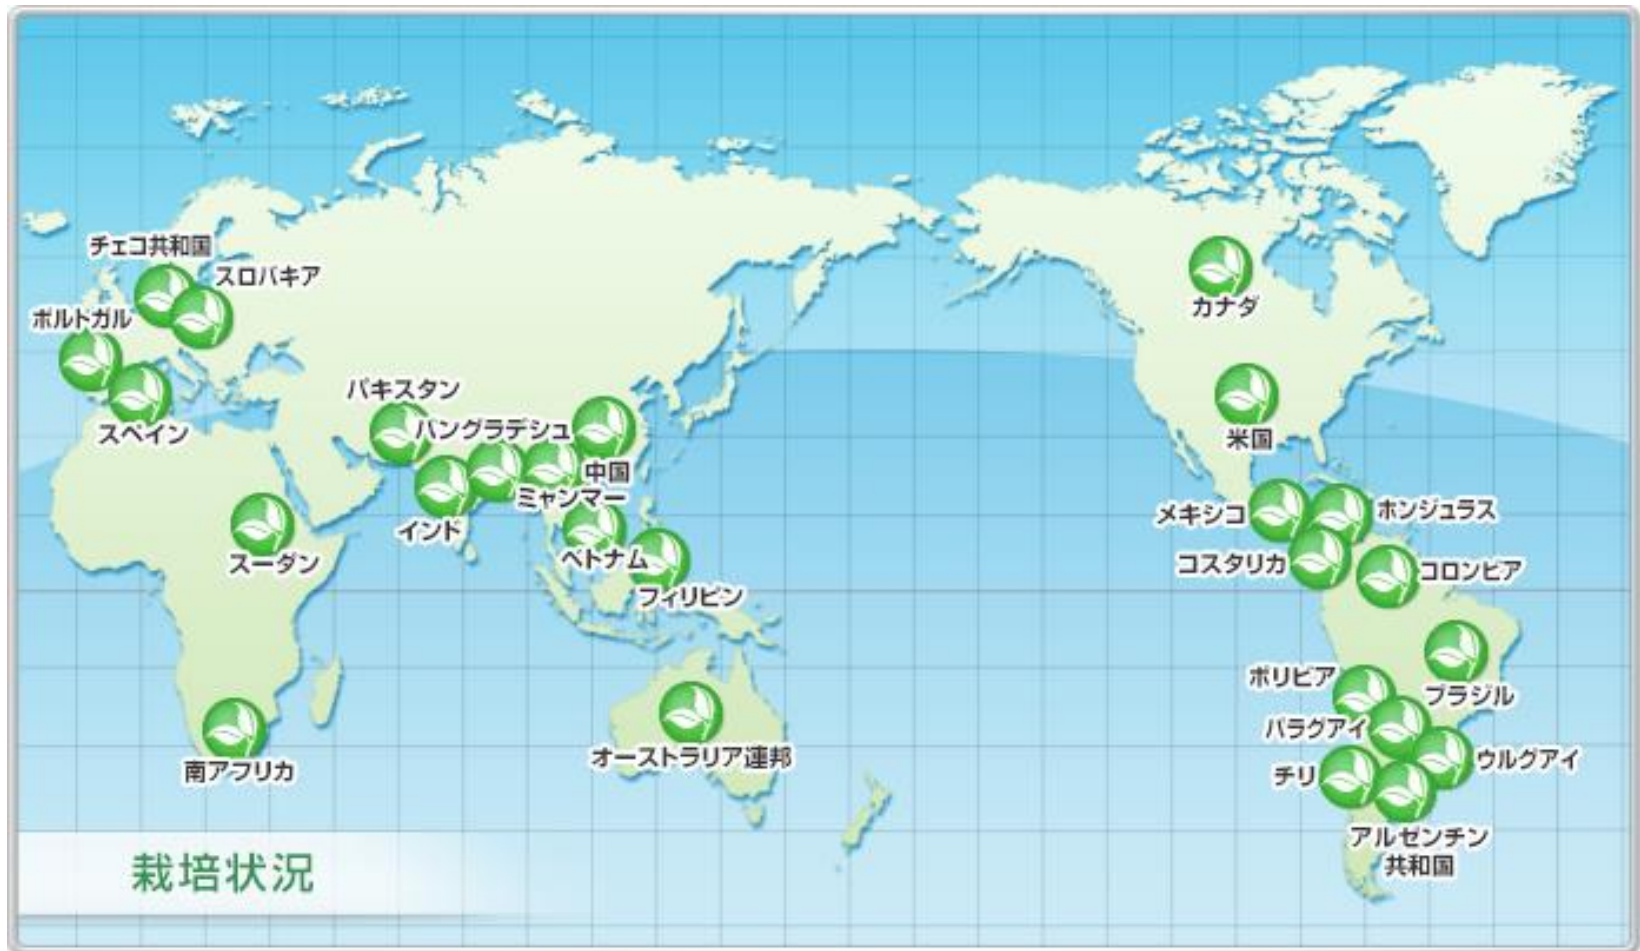 チェコ共和国
スロバキア
ポルトガル
スペイン
パキスタン
バングラデシュ
中国
ミャンマー
インド
ベトナム
フィリピン
スーダン
南アフリカ
オーストラリア連邦
カナダ
米国
メキシコ
ホンジュラス
コスタリカ
コロンビア
ボリビア
ブラジル
パラグアイ
ウルグアイ
チリ
アルゼンチン
共和国
栽培状況